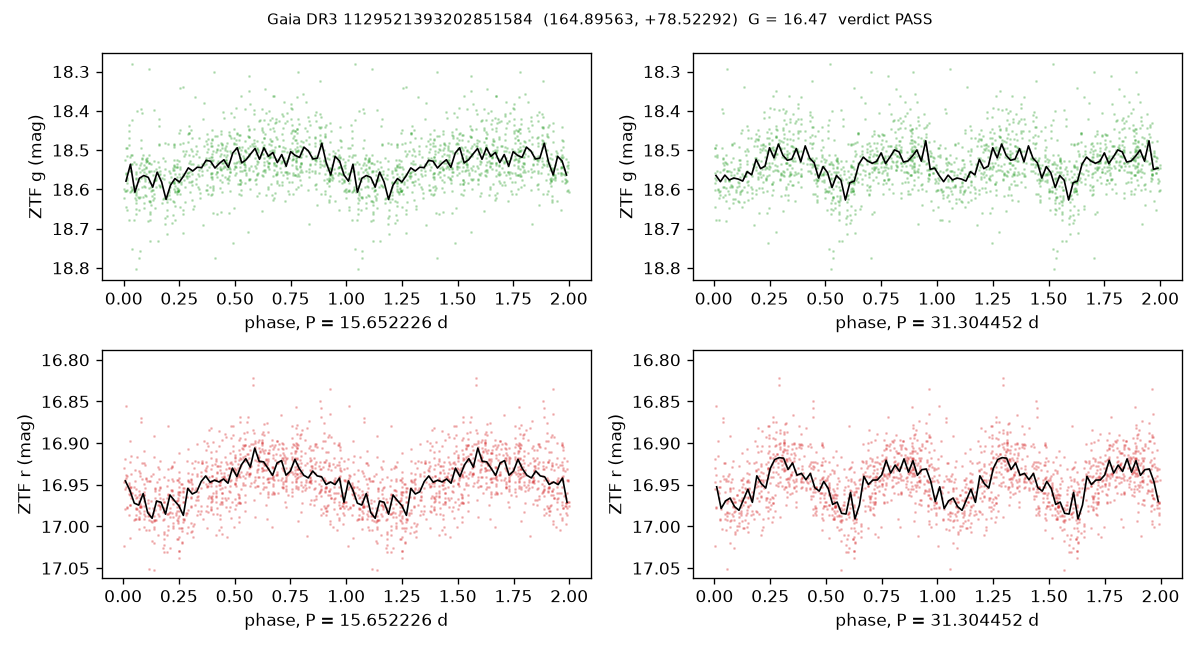 Gaia DR3 1129521393202851584  (164.89563, +78.52292)  G = 16.47  verdict PASS
18.3
18.4
18.5
18.6
18.7
18.8
ZTF g (mag)
0.00 0.25 0.50 0.75 1.00 1.25 1.50 1.75 2.00
phase, P = 15.652226 d
18.3
18.4
18.5
18.6
18.7
18.8
ZTF g (mag)
0.00 0.25 0.50 0.75 1.00 1.25 1.50 1.75 2.00
phase, P = 31.304452 d
16.80
16.85
16.90
16.95
17.00
17.05
ZTF r (mag)
0.00 0.25 0.50 0.75 1.00 1.25 1.50 1.75 2.00
phase, P = 15.652226 d
16.80
16.85
16.90
16.95
17.00
17.05
ZTF r (mag)
0.00 0.25 0.50 0.75 1.00 1.25 1.50 1.75 2.00
phase, P = 31.304452 d